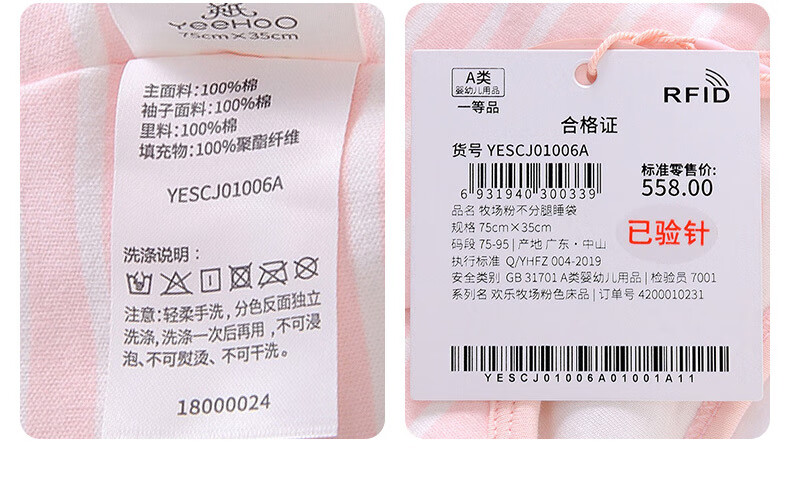 YeeHOO
75cm×35cm
主面料：100%棉
袖子面料：100%棉
里料：100%棉
填充物：100%聚酯纤维
YESCJ01006A
洗涤说明：
注意：轻柔手洗，分色反面独立
洗涤，洗涤一次后再用，不可浸
泡、不可熨烫、不可干洗。
18000024
A类
婴幼儿用品
一等品
RFID
合格证
货号 YESCJ01006A
6 931940 300339
标准零售价：
558.00
品名 牧场粉不分腿睡袋
规格 75cm×35cm
码段 75-95 | 产地 广东·中山
已验针
执行标准 Q/YHFZ 004-2019
安全类别 GB 31701 A类婴幼儿用品 | 检验员 7001
系列名 欢乐牧场粉色床品 | 订单号 4200010231
YESCJ01006A01001A11